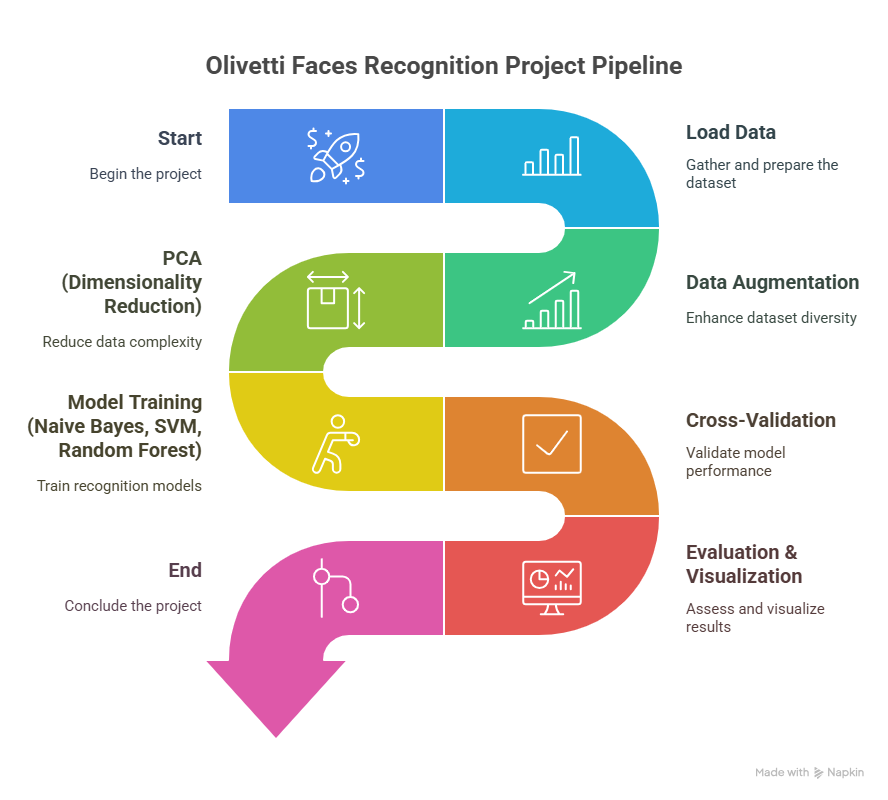 Olivetti Faces Recognition Project Pipeline
Start
Begin the project
Load Data
Gather and prepare the
dataset
Data Augmentation
Enhance dataset diversity
PCA
(Dimensionality
Reduction)
Reduce data complexity
Model Training
(Naive Bayes, SVM,
Random Forest)
Train recognition models
Cross-Validation
Validate model
performance
Evaluation &
Visualization
Assess and visualize
results
End
Conclude the project
Made with Napkin